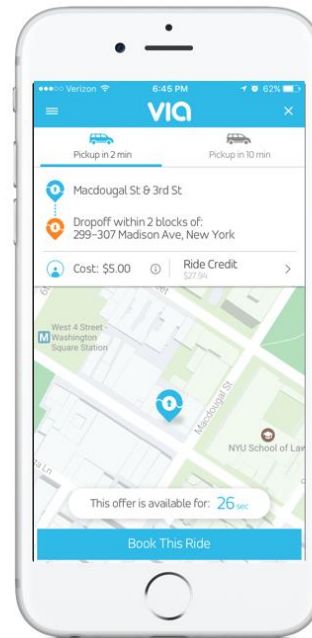 Verizon 6:45 PM 62%
VIA
Pickup in 2 min
Pickup in 10 min
Macdougal St & 3rd St
Dropoff within 2 blocks of:
299-307 Madison Ave, New York
Cost: $5.00
Ride Credit
$27.94
West 4 Street -
Washington
Square Station
M
Macdougal St
NYU School of Law
This offer is available for: 26 sec
Book This Ride